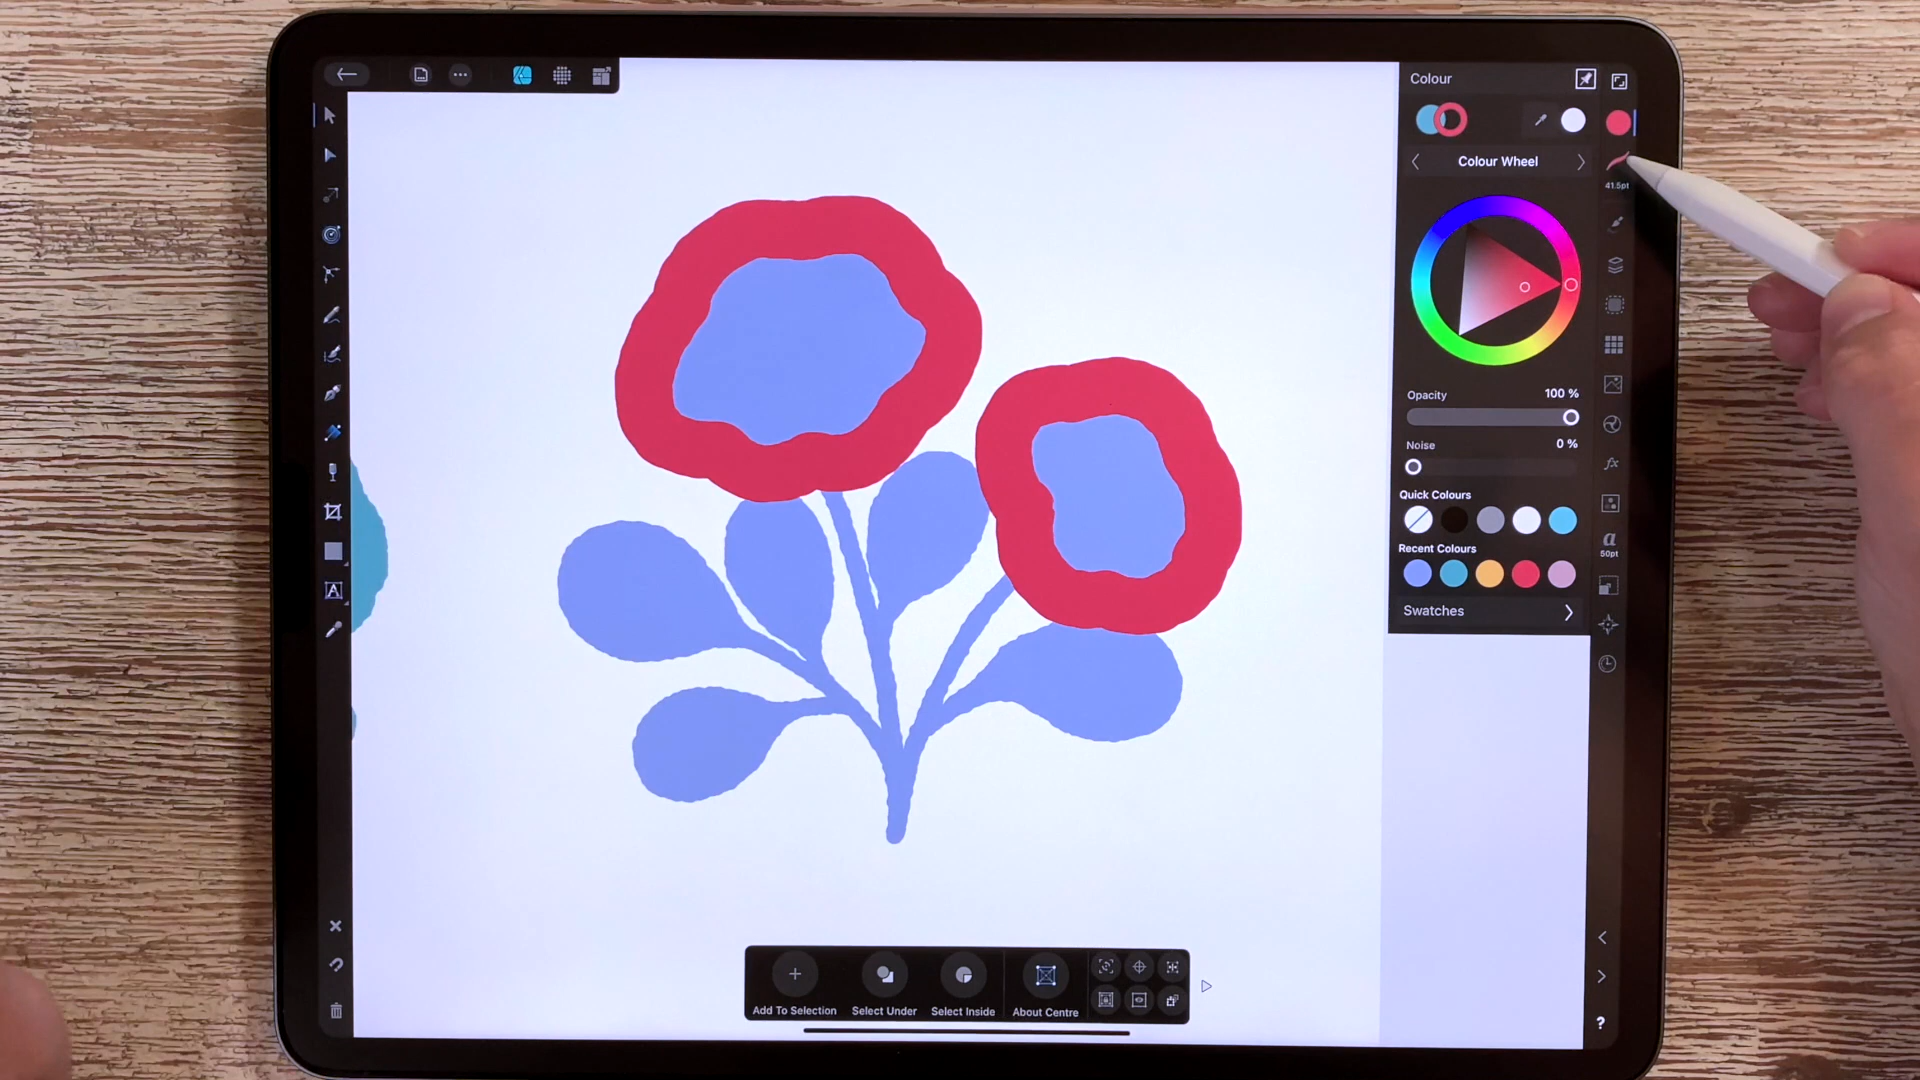 Colour
Colour Wheel
41.5pt
Opacity 100 %
Noise 0 %
Quick Colours
a
50pt
Recent Colours
Swatches
fx
A
Add To Selection
Select Under
Select Inside
About Centre
?